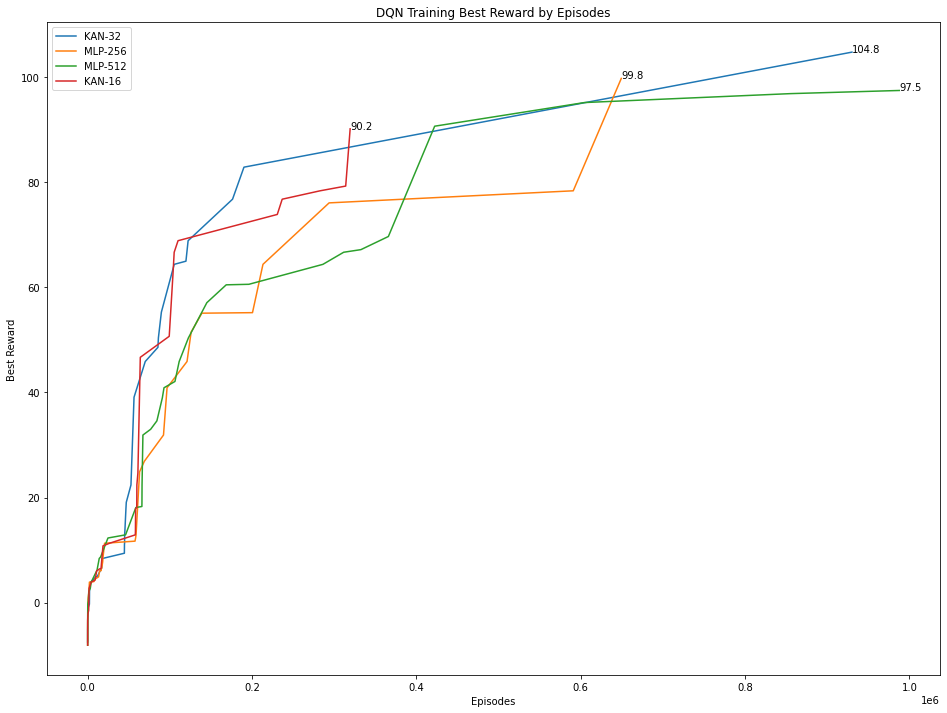 DQN Training Best Reward by Episodes
KAN-32
MLP-256
MLP-512
KAN-16
104.8
99.8
97.5
90.2
100
80
60
40
20
0
Best Reward
0.0 0.2 0.4 0.6 0.8 1.0
1e6
Episodes